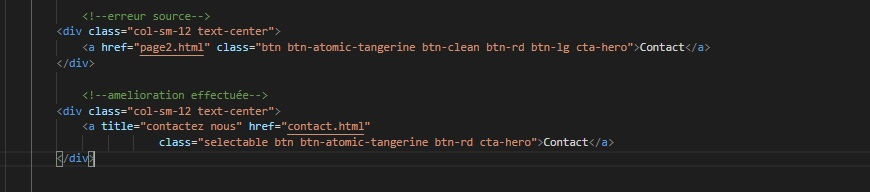 <!--erreur source-->
<div class="col-sm-12 text-center">
<a href="page2.html" class="btn btn-atomic-tangerine btn-clean btn-rd btn-lg cta-hero">Contact</a>
</div>
<!--amelioration effectuée-->
<div class="col-sm-12 text-center">
<a title="contactez nous" href="contact.html"
class="selectable btn btn-atomic-tangerine btn-rd cta-hero">Contact</a>
</div>